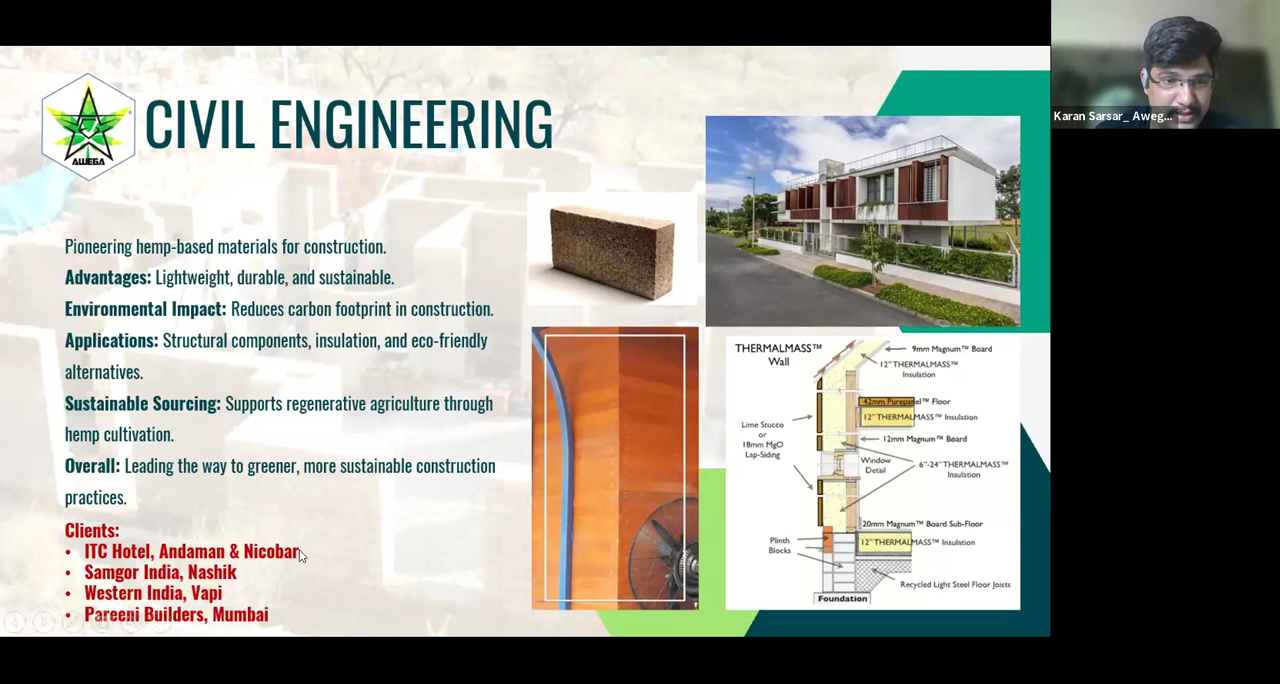 AWEGA
CIVIL ENGINEERING
Pioneering hemp-based materials for construction.
Advantages: Lightweight, durable, and sustainable.
Environmental Impact: Reduces carbon footprint in construction.
Applications: Structural components, insulation, and eco-friendly
alternatives.
Sustainable Sourcing: Supports regenerative agriculture through
hemp cultivation.
Overall: Leading the way to greener, more sustainable construction
practices.
Clients:
• ITC Hotel, Andaman & Nicobar
• Samgor India, Nashik
• Western India, Vapi
• Pareeni Builders, Mumbai
THERMALMASS™
Wall
9mm Magnum™ Board
12" THERMALMASS™
Insulation
42mm Purepanel™ Floor
12" THERMALMASS™ Insulation
Lime Stucco
or
18mm MgO
Lap-Siding
12mm Magnum™ Board
Window
Detail
6"-24" THERMALMASS™
Insulation
20mm Magnum™ Board Sub-Floor
Plinth
Blocks
12" THERMALMASS™ Insulation
Recycled Light Steel Floor Joists
Foundation
Karan Sarsar_ Aweg...